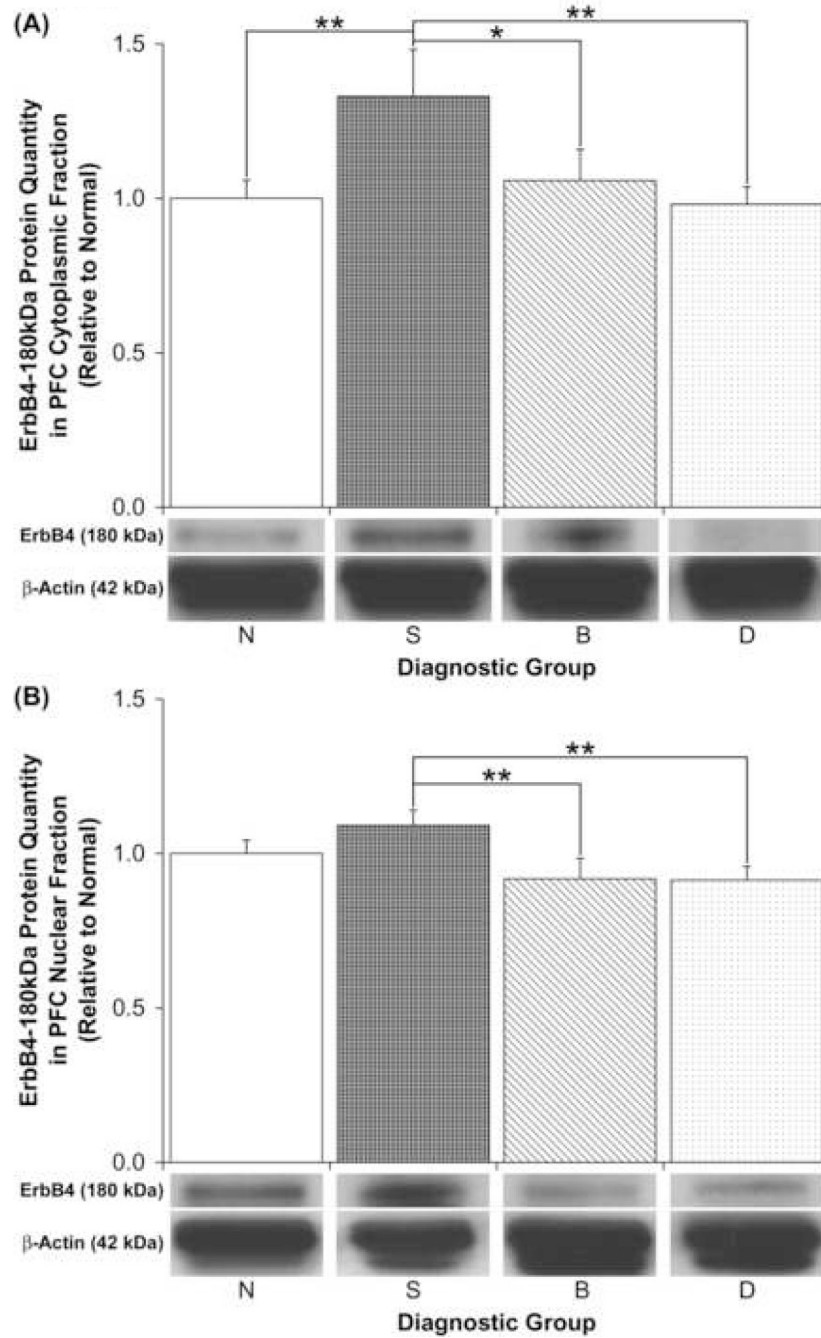 (A)
ErbB4-180kDa Protein Quantity
in PFC Cytoplasmic Fraction
(Relative to Normal)
1.5
1.0
0.5
0.0
**
*
**
ErbB4 (180 kDa)
β-Actin (42 kDa)
N S B D
Diagnostic Group
(B)
ErbB4-180kDa Protein Quantity
in PFC Nuclear Fraction
(Relative to Normal)
1.5
1.0
0.5
0.0
**
**
ErbB4 (180 kDa)
β-Actin (42 kDa)
N S B D
Diagnostic Group